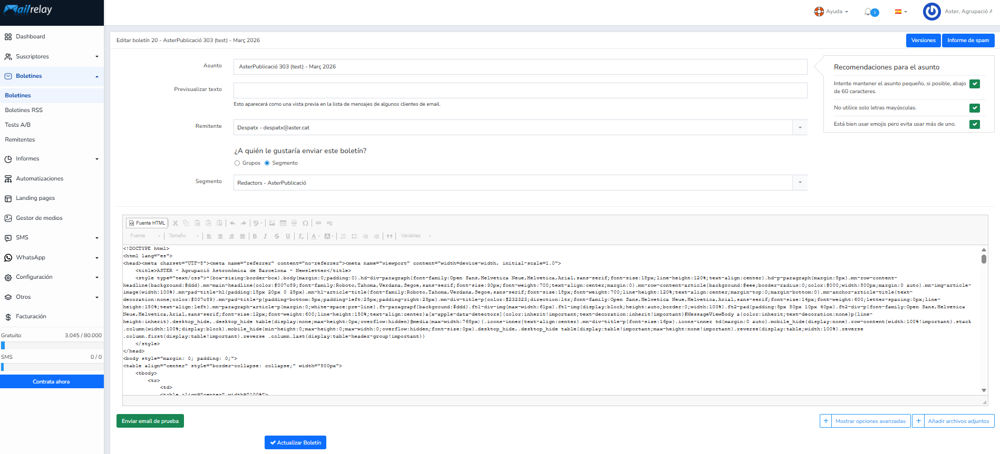 Mailrelay
Ayuda
1
Aster, Agrupació A
Dashboard
Suscriptores
Boletines
Boletines
Boletines RSS
Tests A/B
Remitentes
Informes
Automatizaciones
Landing pages
Gestor de medios
SMS
WhatsApp
Configuración
Otros
Facturación
Gratuito 3.045 / 80.000
SMS 0 / 0
Contrata ahora
Editar boletín 20 - AsterPublicació 303 (test) - Març 2026
Versiones
Informe de spam
Asunto
AsterPublicació 303 (test) - Març 2026
Previsualizar texto
Esto aparecerá como una vista previa en la lista de mensajes de algunos clientes de email.
Remitente
Despatx - despatx@aster.cat
¿A quién le gustaría enviar este boletín?
Grupos Segmento
Segmento
Redactors - AsterPublicació
Recomendaciones para el asunto
Intente mantener el asunto pequeño, si posible, abajo
de 60 caracteres.
No utilice solo letras mayúsculas.
Está bien usar emojis pero evita usar más de uno.
Fuente HTML
Fuente Tamaño B I S U Variables
<!DOCTYPE html>
<html lang="es">
<head><meta charset="UTF-8"><meta name="referrer" content="no-referrer"><meta name="viewport" content="width=device-width, initial-scale=1.0">
<title>ASTER - Agrupació Astronòmica de Barcelona - Newsletter</title>
<style type="text/css">*{box-sizing:border-box}.body{margin:0;padding:0}.hd-div-paragraph{font-family:Open Sans,Helvetica Neue,Helvetica,Arial,sans-serif;font-size:18px;line-height:120%;text-align:center}.hd-p-paragraph{margin:5px}.mn-row-content-
headline{background:#ddd}.mn-main-headline{color:#007c89;font-family:Roboto,Tahoma,Verdana,Segoe,sans-serif;font-size:30px;font-weight:700;text-align:center;margin:0}.mn-row-content-article{background:#eee;border-radius:0;color:#000;width:800px;margin:0 auto}.mn-img-article-
image{width:100%}.mn-pad-title-h1{padding:15px 20px 0 25px}.mn-h1-article-title{font-family:Roboto,Tahoma,Verdana,Segoe,sans-serif;font-size:18px;font-weight:700;line-height:120%;text-align:center;margin-top:0;margin-bottom:0}.mn-anchor-article-title{text-
decoration:none;color:#007c89}.mn-pad-title-p{padding-bottom:5px;padding-left:25px;padding-right:25px}.mn-div-title-p{color:#232323;direction:ltr;font-family:Open Sans,Helvetica Neue,Helvetica,Arial,sans-serif;font-size:14px;font-weight:600;letter-spacing:0px;line-
height:150%;text-align:left}.mn-paragraph-article-p{margin:0;white-space:pre-line}.ft-paragrapf{background:#ddd}.ft1-div-img{max-width:61px}.ft1-img{display:block;height:auto;border:0;width:100%}.ft2-pad{padding:5px 50px 10px 40px}.ft2-div-p{font-family:Open Sans,Helvetica
Neue,Helvetica,Arial,sans-serif;font-size:12px;font-weight:600;line-height:150%;text-align:center}a[x-apple-data-detectors]{color:inherit!important;text-decoration:inherit!important}#MessageViewBody a{color:inherit;text-decoration:none}p{line-
height:inherit}.desktop_hide,.desktop_hide table{display:none;max-height:0px;overflow:hidden}@media(max-width:768px){.icons-inner{text-align:center}.mn-div-title-p{font-size:16px}.icons-inner td{margin:0 auto}.mobile_hide{display:none}.row-content{width:100%!important}.stack
.column{width:100%;display:block}.mobile_hide{min-height:0;max-height:0;max-width:0;overflow:hidden;font-size:0px}.desktop_hide,.desktop_hide table{display:table!important;max-height:none!important}.reverse{display:table;width:100%}.reverse
.column.first{display:table!important}.reverse .column.last{display:table-header-group!important}}
</style>
</head>
<body style="margin: 0; padding: 0;">
<table align="center" style="border-collapse: collapse;" width="800px">
<tbody>
<tr>
<td>
<table align="center" width="100%">
Enviar email de prueba
Mostrar opciones avanzadas
Añadir archivos adjuntos
Actualizar Boletín